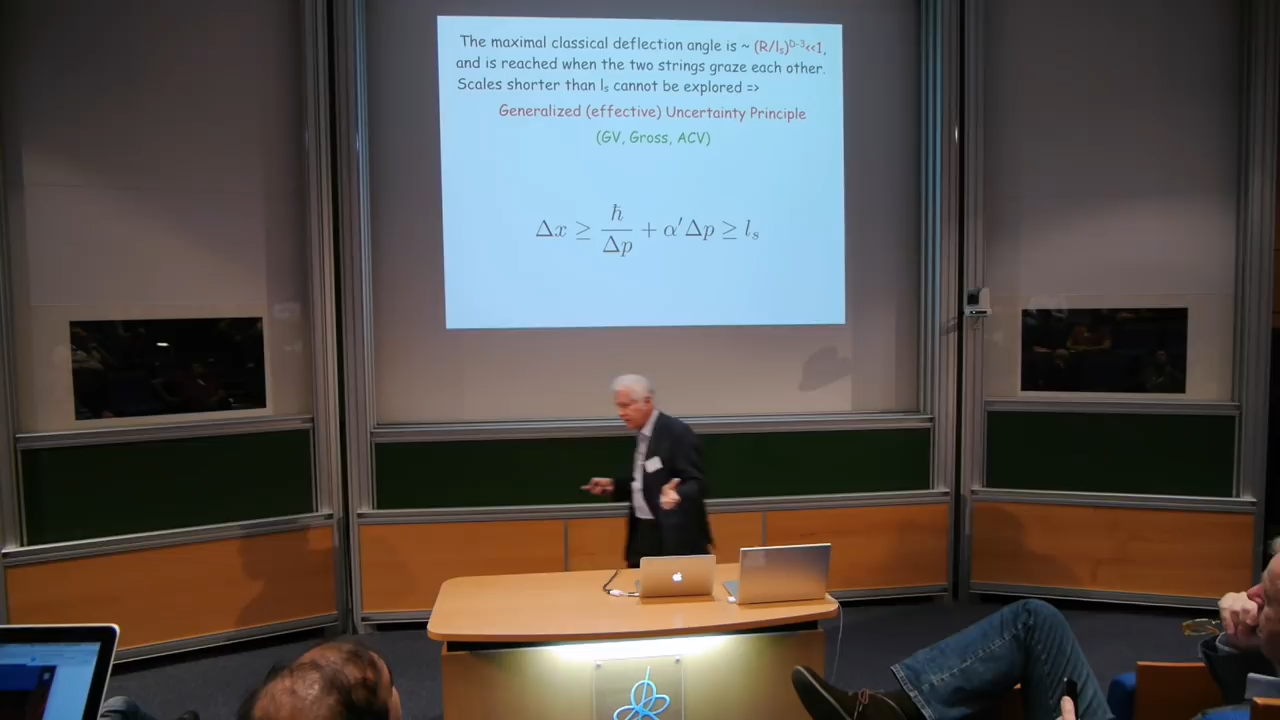 The maximal classical deflection angle is ~ (R/lₛ)ᴰ⁻³<<1,
and is reached when the two strings graze each other.
Scales shorter than lₛ cannot be explored =>
Generalized (effective) Uncertainty Principle
(GV, Gross, ACV)
Δx ≥ ℏ/Δp + α′Δp ≥ lₛ